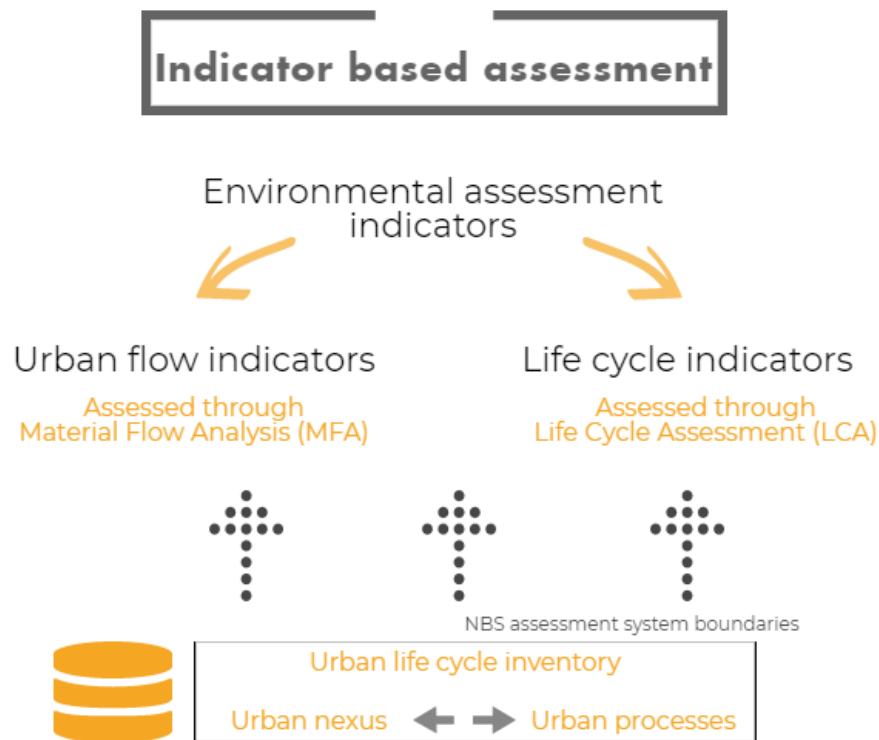 Indicator based assessment
Environmental assessment
indicators
Urban flow indicators
Assessed through
Material Flow Analysis (MFA)
Life cycle indicators
Assessed through
Life Cycle Assessment (LCA)
NBS assessment system boundaries
Urban life cycle inventory
Urban nexus
Urban processes